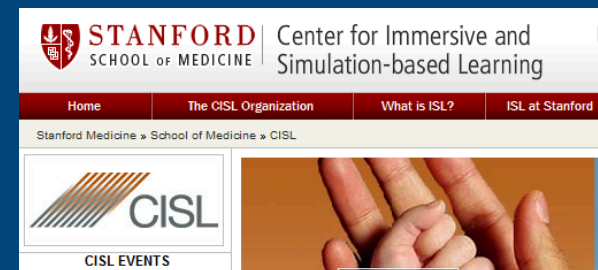 STANFORD
SCHOOL OF MEDICINE
Center for Immersive and
Simulation-based Learning
Home The CISL Organization What is ISL? ISL at Stanford
Stanford Medicine » School of Medicine » CISL
CISL
CISL EVENTS